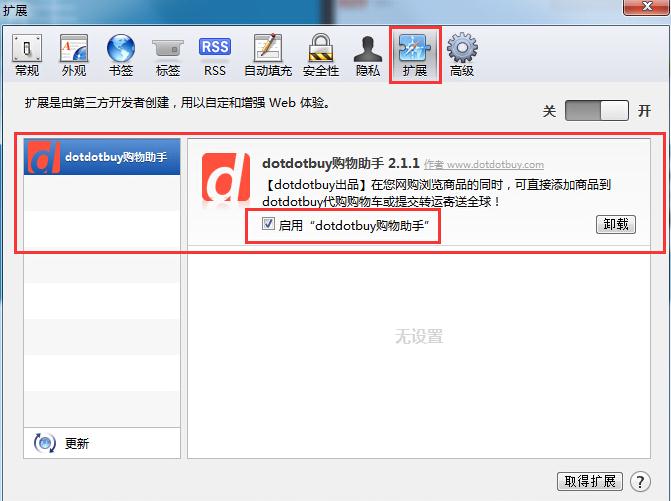 扩展
常规 外观 书签 标签 RSS 自动填充 安全性 隐私 扩展 高级
RSS
扩展是由第三方开发者创建，用以自定和增强 Web 体验。
关 开
dotdotbuy购物助手
dotdotbuy购物助手 2.1.1 作者 www.dotdotbuy.com
【dotdotbuy出品】在您网购浏览商品的同时，可直接添加商品到
dotdotbuy代购购物车或提交转运寄送全球！
启用“dotdotbuy购物助手” 卸载
无设置
更新
取得扩展 ?